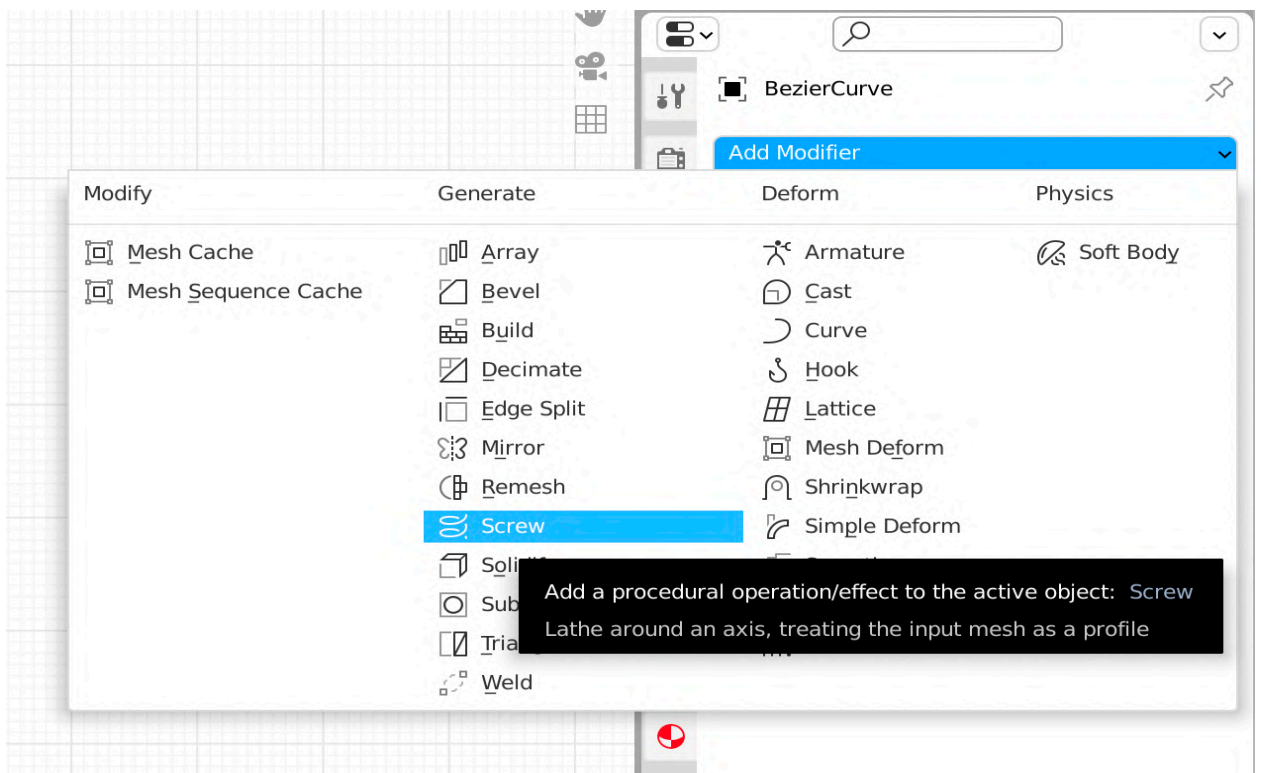 BezierCurve
Add Modifier
Modify Generate Deform Physics
Mesh Cache Array Armature Soft Body
Mesh Sequence Cache Bevel Cast
Build Curve
Decimate Hook
Edge Split Lattice
Mirror Mesh Deform
Remesh Shrinkwrap
Screw Simple Deform
Add a procedural operation/effect to the active object: Screw
Lathe around an axis, treating the input mesh as a profile
Weld